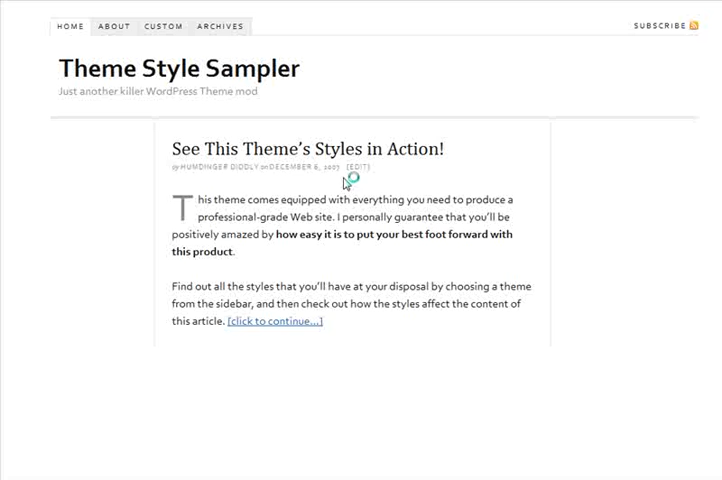 HOME ABOUT CUSTOM ARCHIVES SUBSCRIBE
Theme Style Sampler
Just another killer WordPress Theme mod
See This Theme's Styles in Action!
by HUMDINGER DIDDLY on DECEMBER 6, 2007 [EDIT]
This theme comes equipped with everything you need to produce a
professional-grade Web site. I personally guarantee that you'll be
positively amazed by how easy it is to put your best foot forward with
this product.
Find out all the styles that you'll have at your disposal by choosing a theme
from the sidebar, and then check out how the styles affect the content of
this article. [click to continue...]